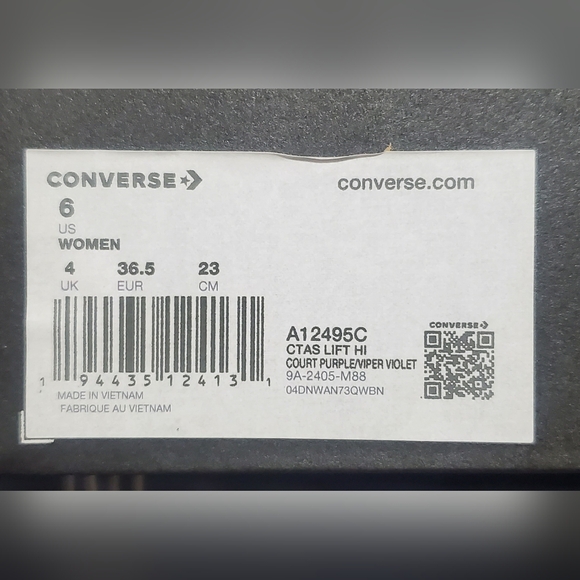 CONVERSE
converse.com
6
US
WOMEN
4 36.5 23
UK EUR CM
1 94435 12413 1
MADE IN VIETNAM
FABRIQUE AU VIETNAM
A12495C
CTAS LIFT HI
COURT PURPLE/VIPER VIOLET
9A-2405-M88
04DNWAN73QWBN
CONVERSE